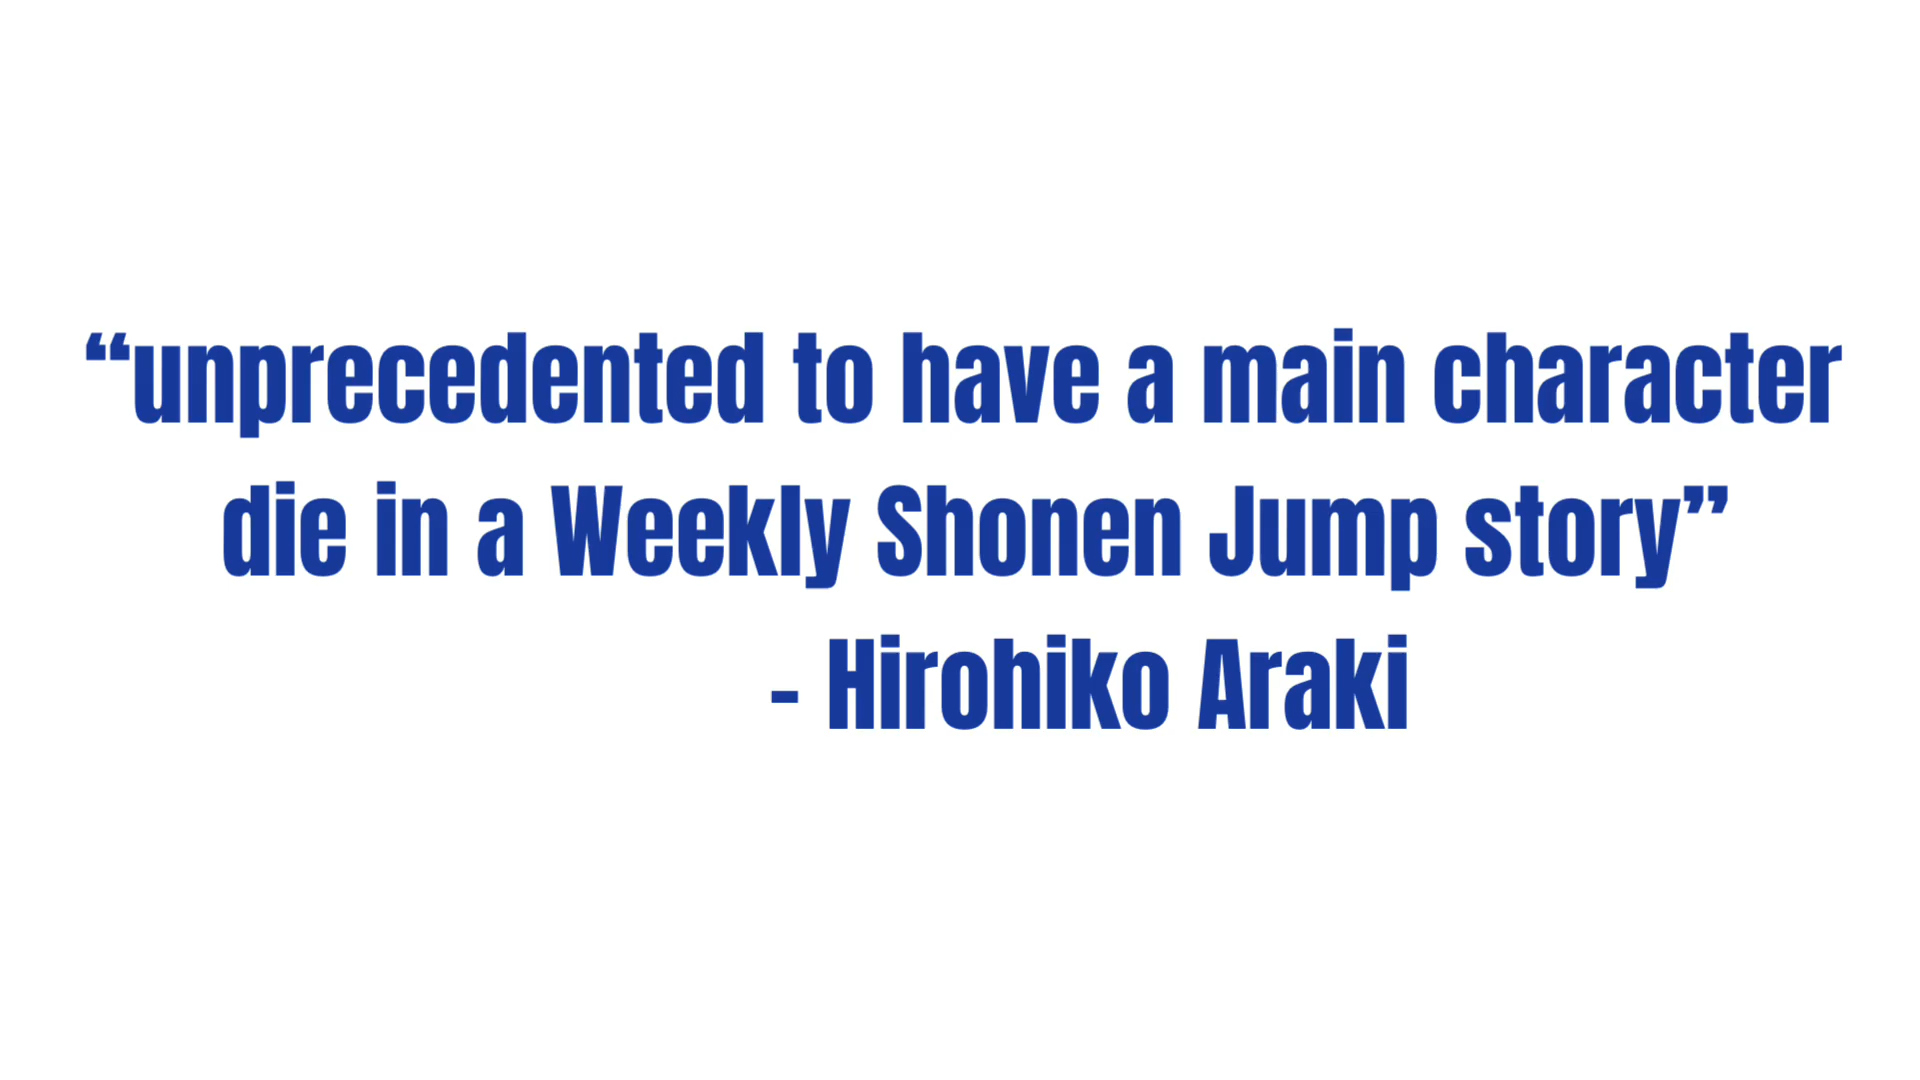 “unprecedented to have a main character
die in a Weekly Shonen Jump story”
- Hirohiko Araki